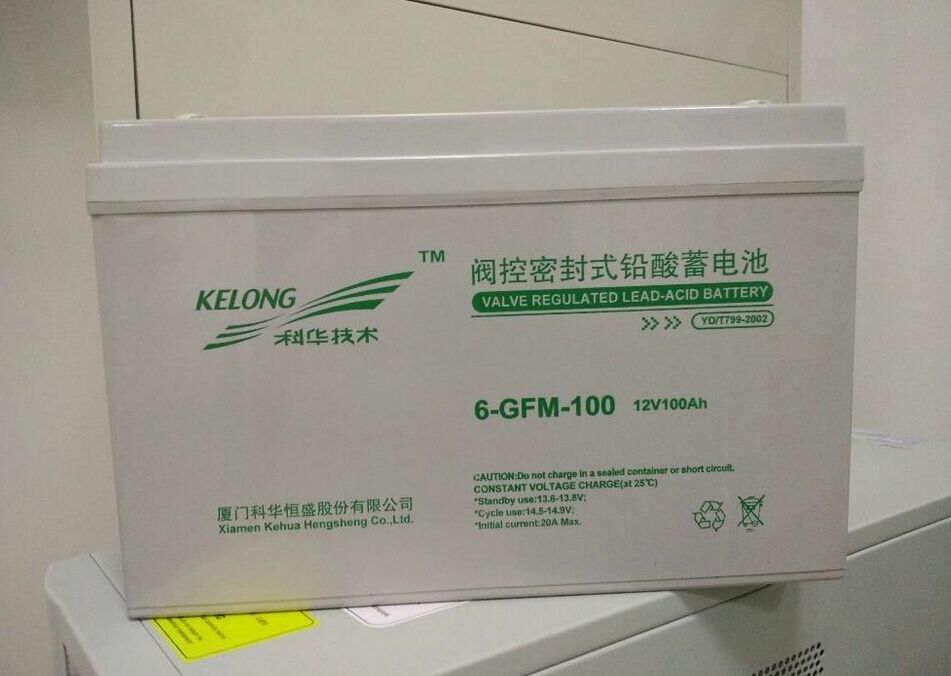 TM
KELONG
科华技术
阀控密封式铅酸蓄电池
VALVE REGULATED LEAD-ACID BATTERY
YD/T799-2002
6-GFM-100 12V100Ah
CAUTION:Do not charge in a sealed container or short circuit.
CONSTANT VOLTAGE CHARGE(at 25℃)
*Standby use:13.6-13.8V;
*Cycle use:14.5-14.9V;
*Initial current:20A Max.
厦门科华恒盛股份有限公司
Xiamen Kehua Hengsheng Co.,Ltd.